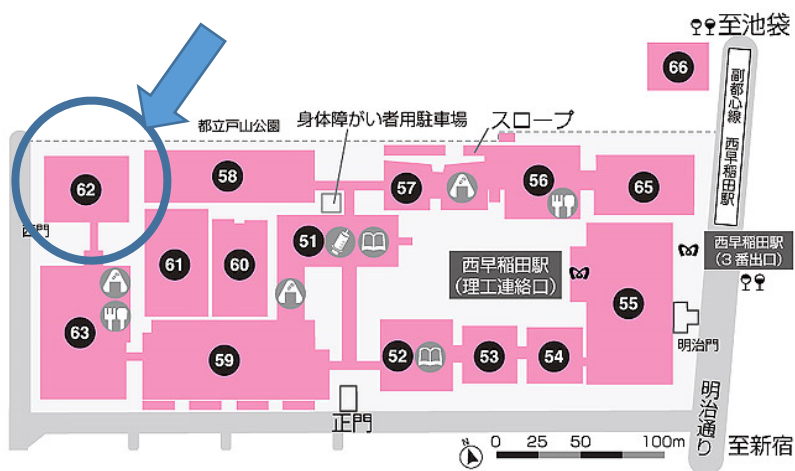 至池袋
66
副都心線 西早稲田駅
都立戸山公園
身体障がい者用駐車場
スロープ
62
58
57
56
65
西門
61
60
51
西早稲田駅
(理工連絡口)
西早稲田駅
(3番出口)
55
63
59
52
53
54
明治門
正門
明治通り
至新宿
N
0 25 50 100m